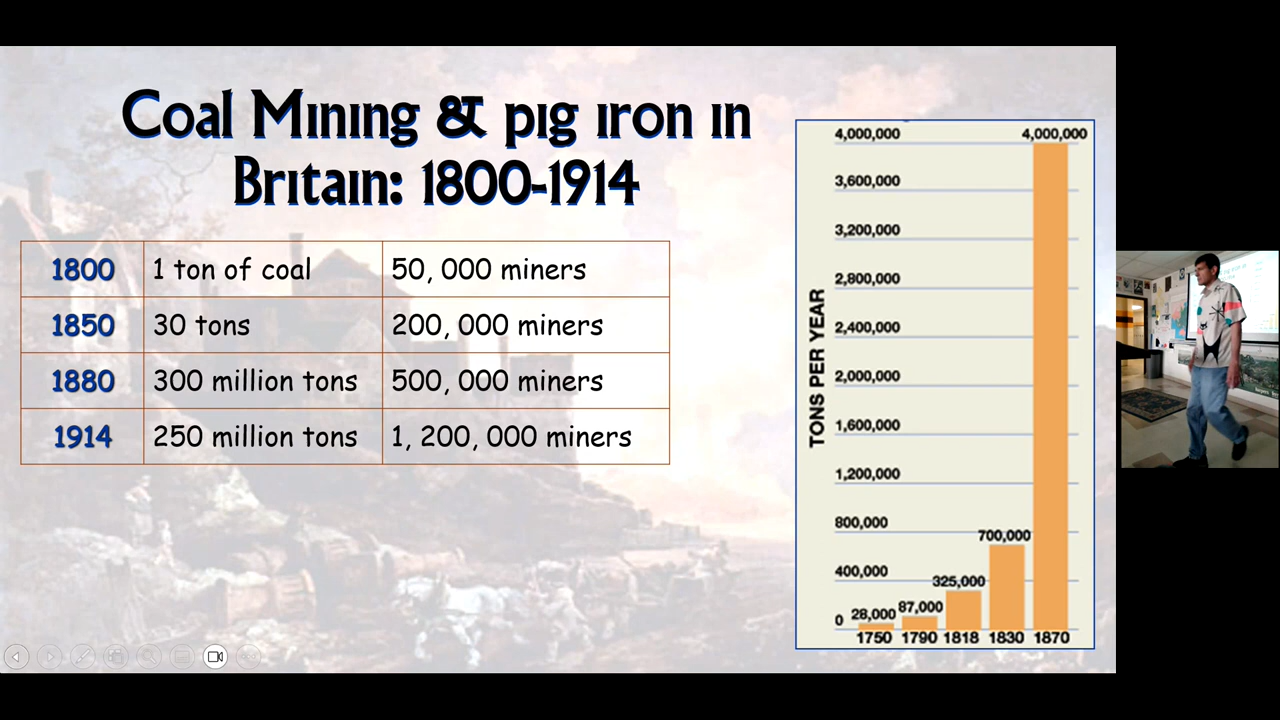 Coal Mining & pig iron in
Britain: 1800-1914
1800 1 ton of coal 50, 000 miners
1850 30 tons 200, 000 miners
1880 300 million tons 500, 000 miners
1914 250 million tons 1, 200, 000 miners
TONS PER YEAR
4,000,000
3,600,000
3,200,000
2,800,000
2,400,000
2,000,000
1,600,000
1,200,000
800,000
400,000
0
28,000
87,000
325,000
700,000
4,000,000
1750 1790 1818 1830 1870